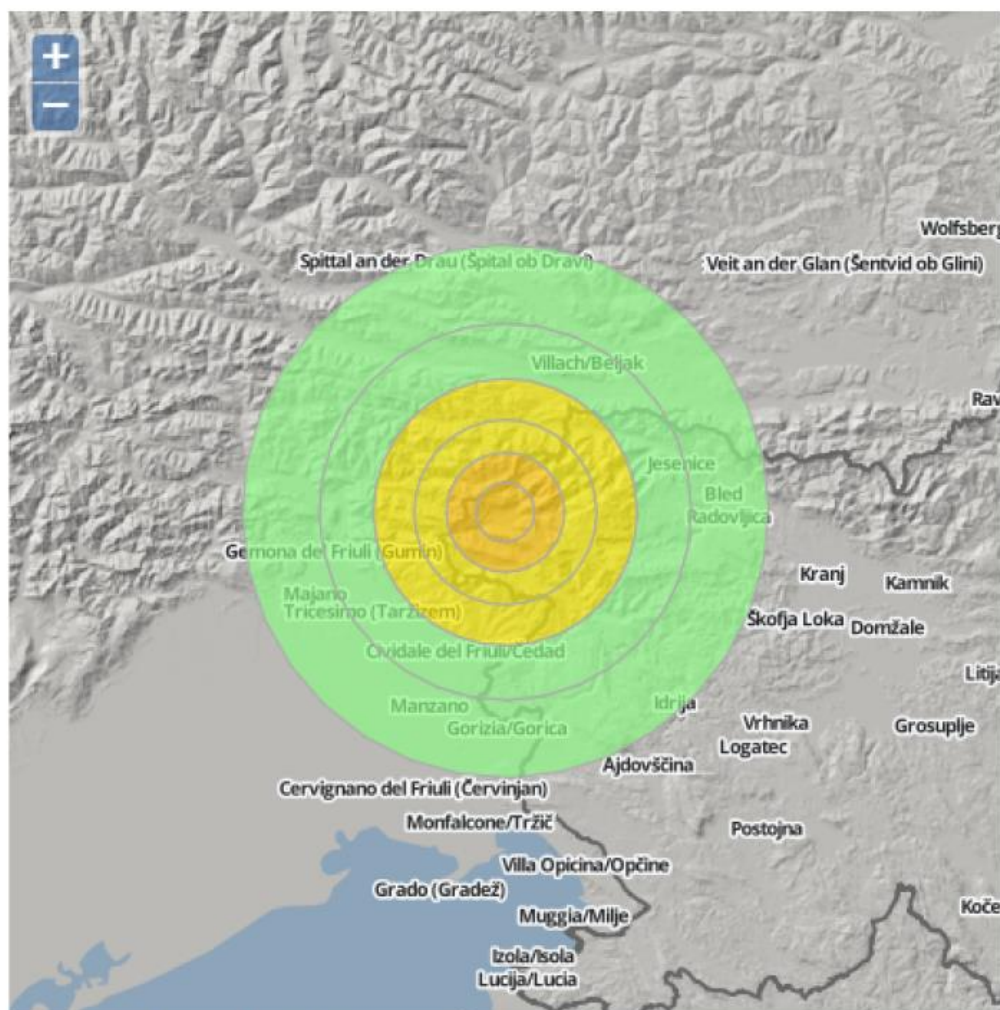 +
−
Wolfsberg
Spittal an der Drau (Špital ob Dravi)
Veit an der Glan (Šentvid ob Glini)
Villach/Beljak
Rav
Jesenice
Bled
Radovljica
Gemona del Friuli (Gumin)
Kranj
Kamnik
Majano
Tricesimo (Taržizem)
Škofja Loka
Domžale
Cividale del Friuli/Čedad
Litija
Manzano
Idrija
Gorizia/Gorica
Vrhnika
Grosuplje
Logatec
Ajdovščina
Cervignano del Friuli (Červinjan)
Monfalcone/Tržič
Postojna
Villa Opicina/Opčine
Grado (Gradež)
Koče
Muggia/Milje
Izola/Isola
Lucija/Lucia